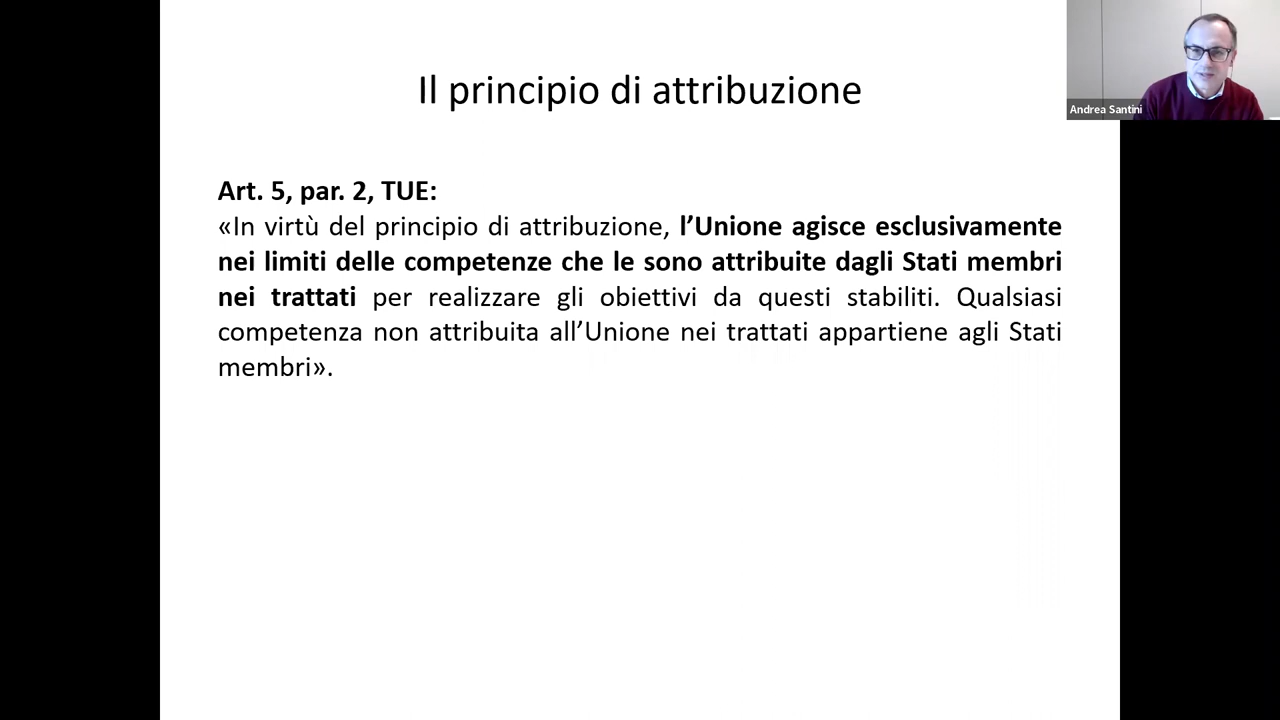 Il principio di attribuzione
Andrea Santini
Art. 5, par. 2, TUE:
«In virtù del principio di attribuzione, l’Unione agisce esclusivamente
nei limiti delle competenze che le sono attribuite dagli Stati membri
nei trattati per realizzare gli obiettivi da questi stabiliti. Qualsiasi
competenza non attribuita all’Unione nei trattati appartiene agli Stati
membri».